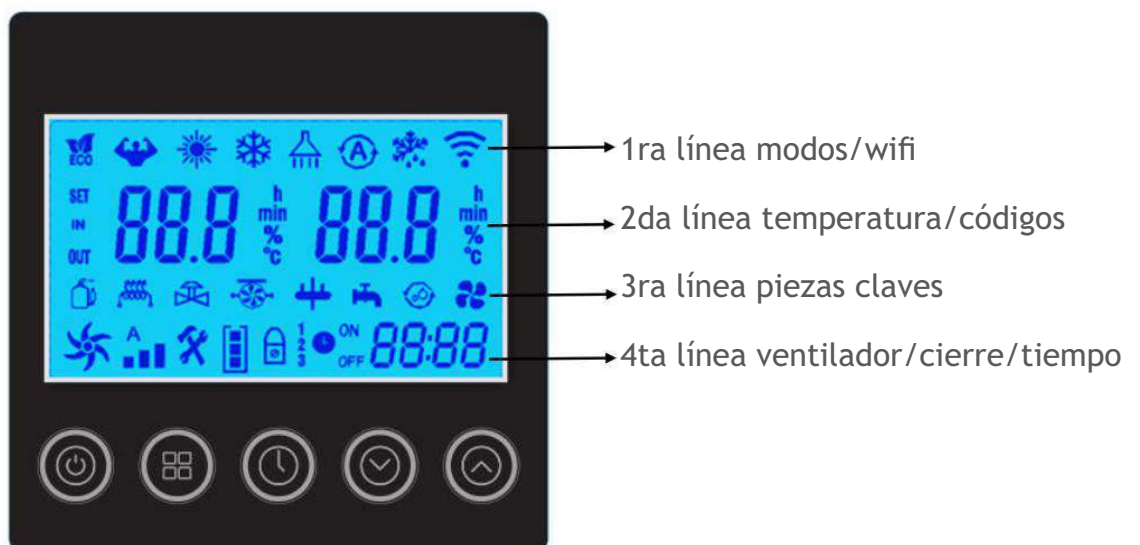 ECO A
1ra línea modos/wifi
SET h h
IN 88.8 min 88.8 min
% %
OUT °C °C
2da línea temperatura/códigos
3ra línea piezas claves
A 1 2 3 ON OFF 88:88
4ta línea ventilador/cierre/tiempo